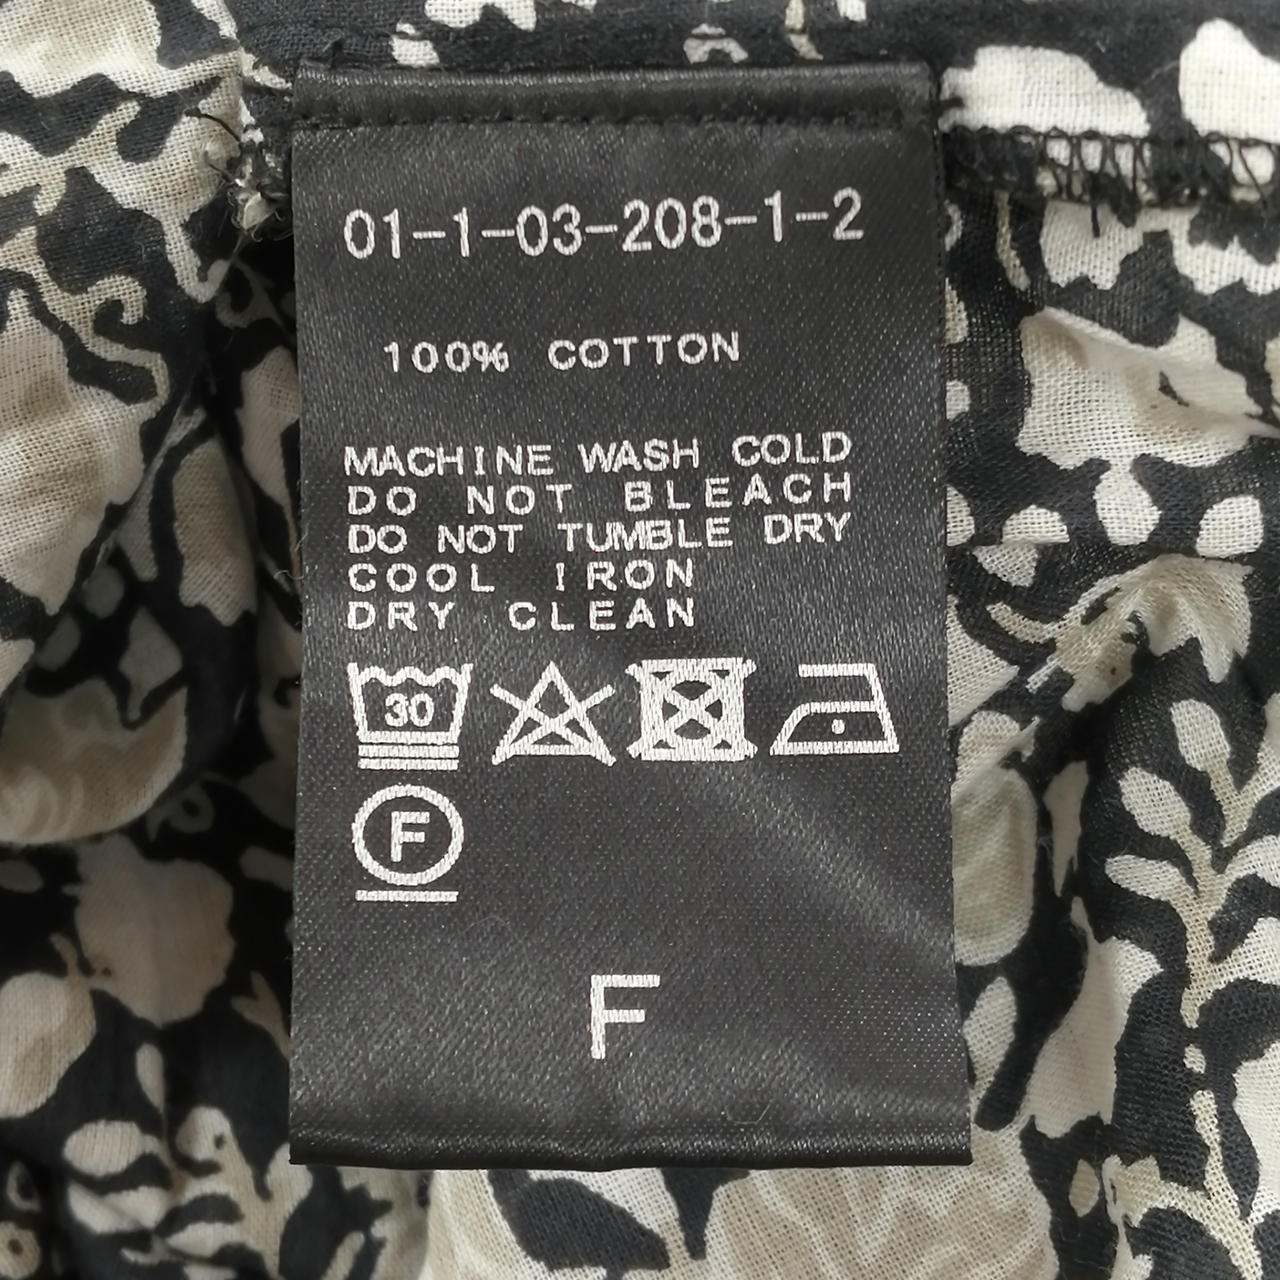 01-1-03-208-1-2
100% COTTON
MACHINE WASH COLD
DO NOT BLEACH
DO NOT TUMBLE DRY
COOL IRON
DRY CLEAN
30
F
F